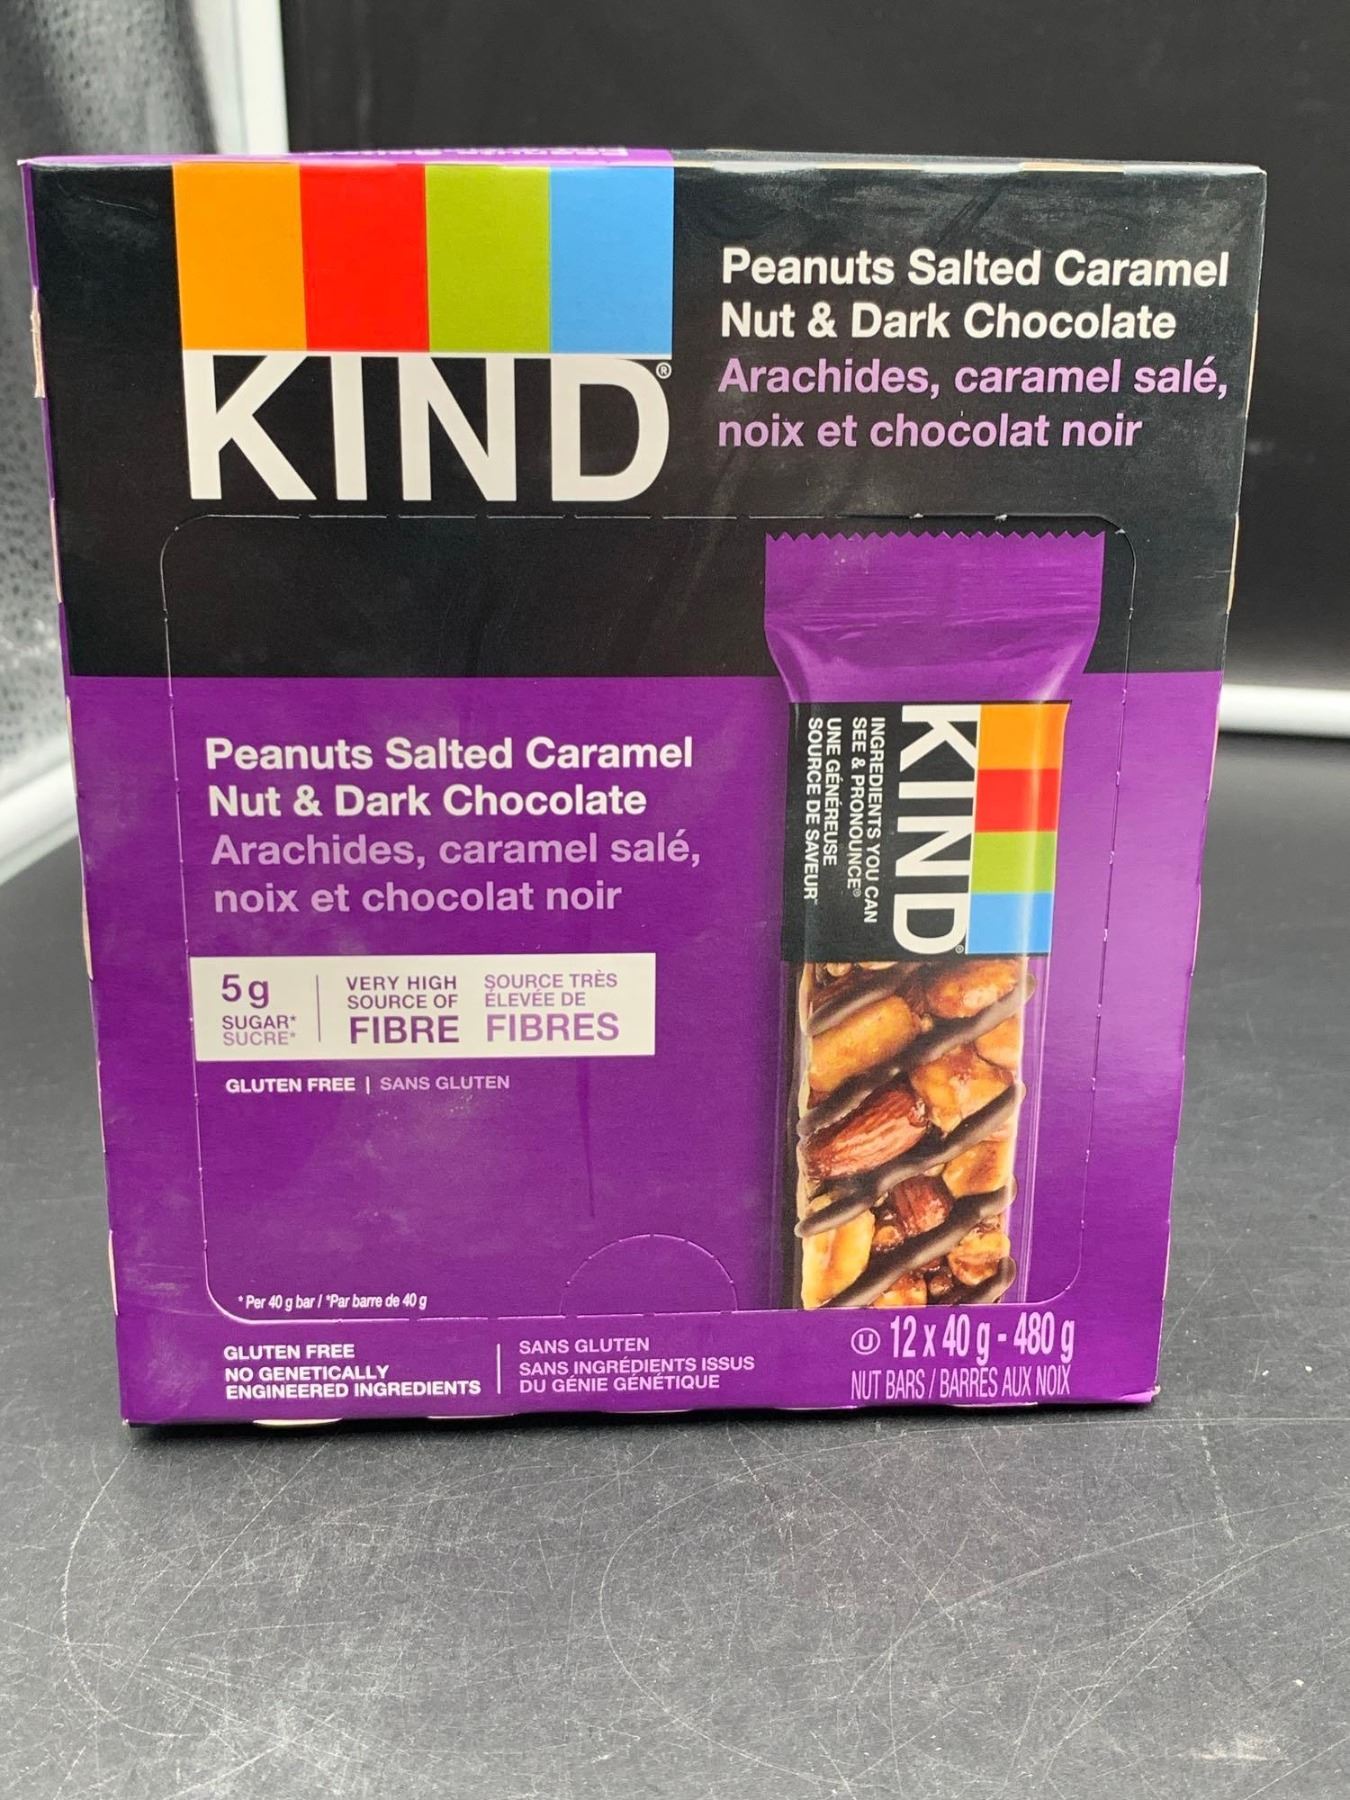 KIND®
Peanuts Salted Caramel
Nut & Dark Chocolate
Arachides, caramel salé,
noix et chocolat noir
KIND®
INGREDIENTS YOU CAN
SEE & PRONOUNCE®
UNE GÉNÉREUSE
SOURCE DE SAVEUR
Peanuts Salted Caramel
Nut & Dark Chocolate
Arachides, caramel salé,
noix et chocolat noir
5g
SUGAR*
SUCRE*
VERY HIGH
SOURCE OF
FIBRE
SOURCE TRÈS
ÉLEVÉE DE
FIBRES
GLUTEN FREE | SANS GLUTEN
* Per 40 g bar / *Par barre de 40 g
GLUTEN FREE
NO GENETICALLY
ENGINEERED INGREDIENTS
SANS GLUTEN
SANS INGRÉDIENTS ISSUS
DU GÉNIE GÉNÉTIQUE
U 12 x 40 g - 480 g
NUT BARS / BARRES AUX NOIX